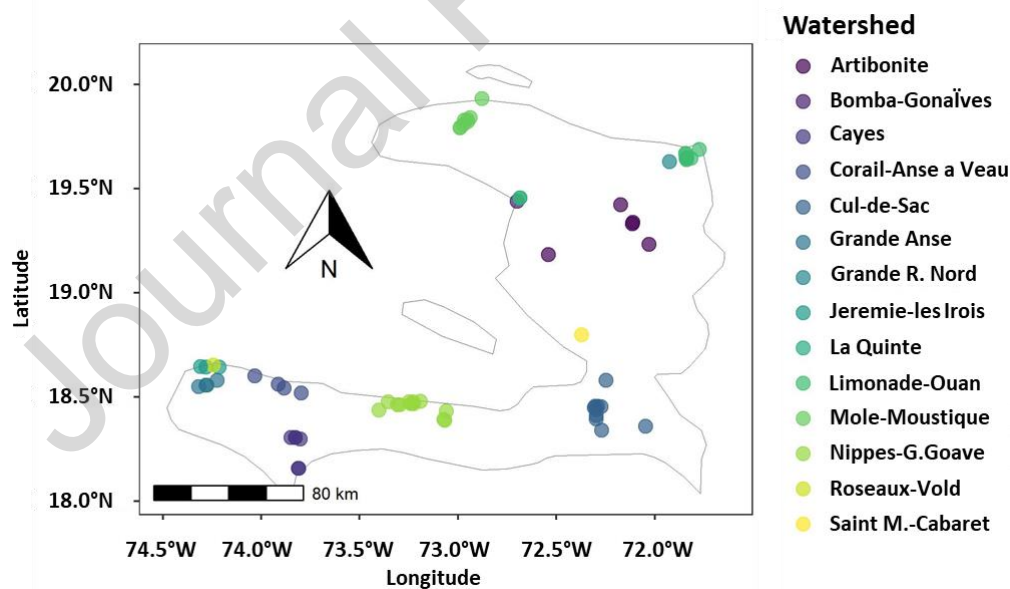 Journal P
Watershed
Artibonite
Bomba-GonaÏves
Cayes
Corail-Anse a Veau
Cul-de-Sac
Grande Anse
Grande R. Nord
Jeremie-les Irois
La Quinte
Limonade-Ouan
Mole-Moustique
Nippes-G.Goave
Roseaux-Vold
Saint M.-Cabaret
Latitude
20.0°N
19.5°N
19.0°N
18.5°N
18.0°N
N
80 km
74.5°W 74.0°W 73.5°W 73.0°W 72.5°W 72.0°W
Longitude